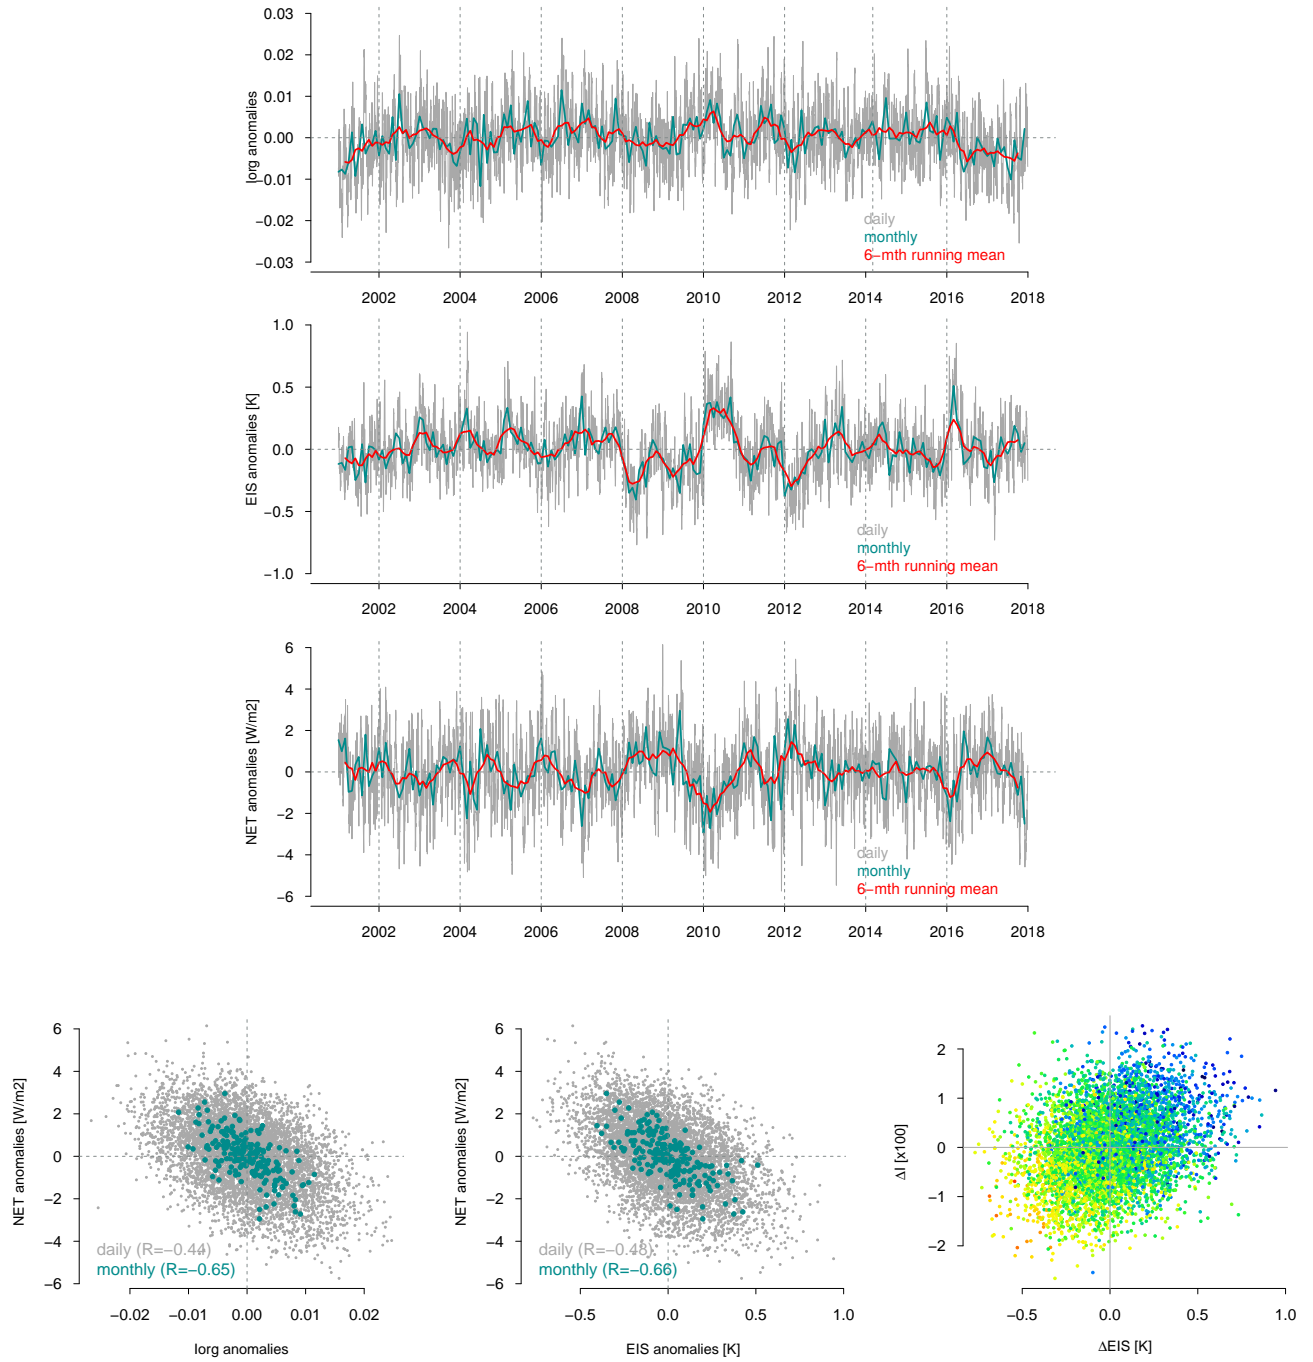 0.03
0.02
0.01
0.00
−0.01
−0.02
−0.03
Iorg anomalies
daily
monthly
6−mth running mean
2002 2004 2006 2008 2010 2012 2014 2016 2018
1.0
0.5
0.0
−0.5
−1.0
EIS anomalies [K]
daily
monthly
6−mth running mean
2002 2004 2006 2008 2010 2012 2014 2016 2018
6
4
2
0
−2
−4
−6
NET anomalies [W/m2]
daily
monthly
6−mth running mean
2002 2004 2006 2008 2010 2012 2014 2016 2018
6
4
2
0
−2
−4
−6
NET anomalies [W/m2]
daily (R=−0.44)
monthly (R=−0.65)
−0.02 −0.01 0.00 0.01 0.02
Iorg anomalies
6
4
2
0
−2
−4
−6
NET anomalies [W/m2]
daily (R=−0.48)
monthly (R=−0.66)
−0.5 0.0 0.5 1.0
EIS anomalies [K]
2
1
0
−1
−2
ΔI [x100]
−0.5 0.0 0.5 1.0
ΔEIS [K]